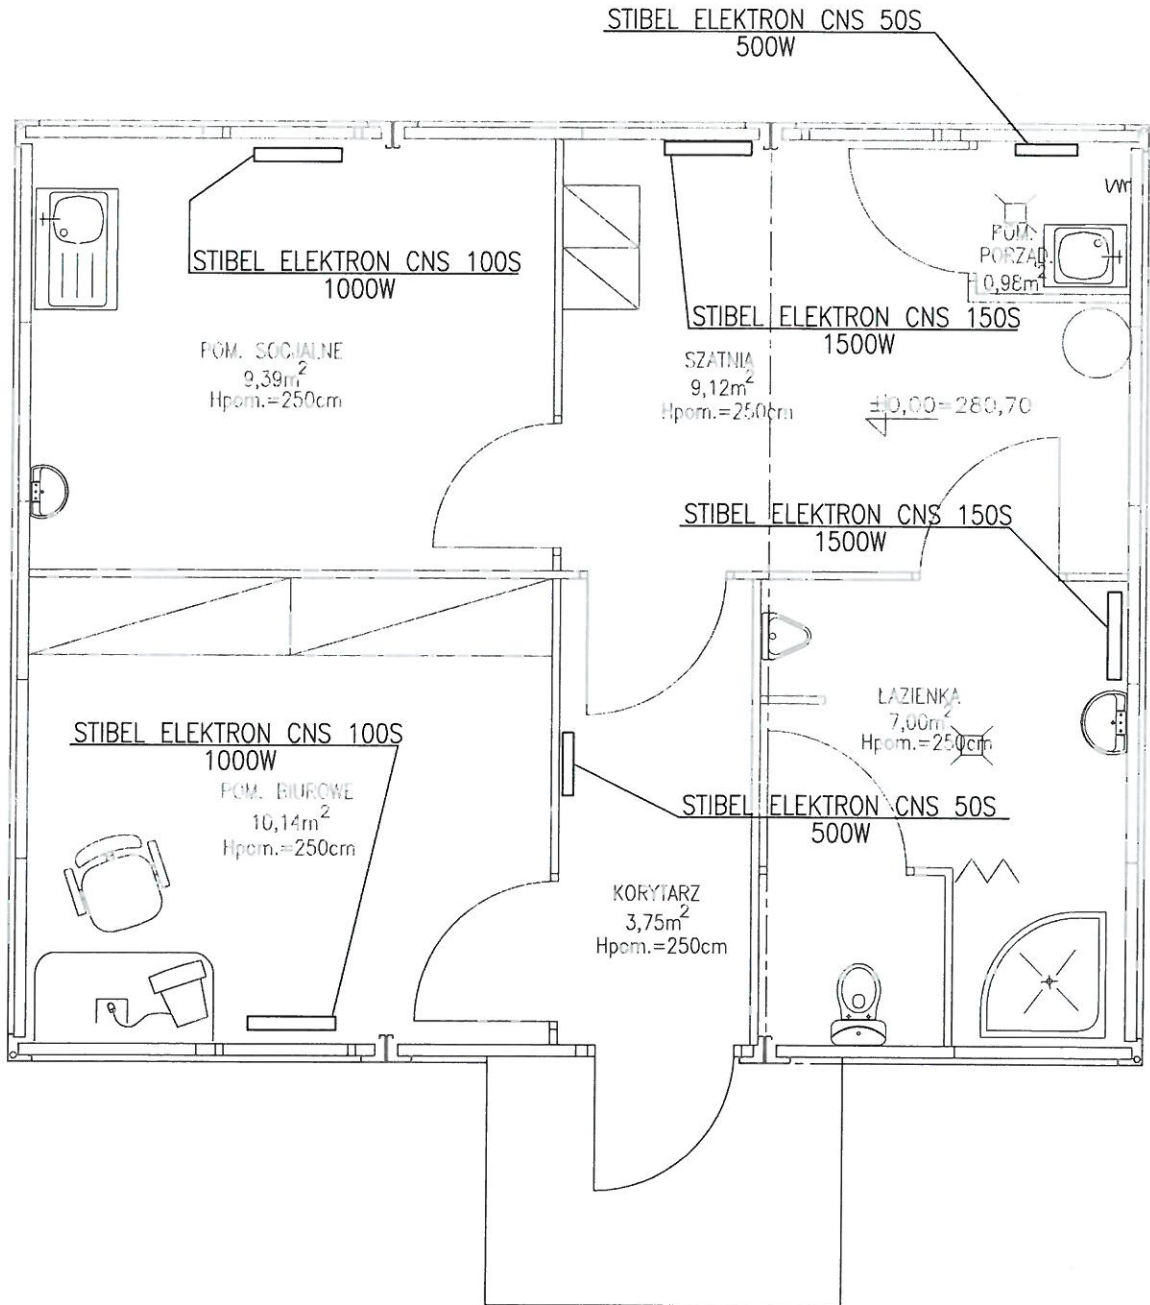 STIBEL ELEKTRON CNS 50S
500W
STIBEL ELEKTRON CNS 100S
1000W
POM.
PORZĄD.
0,98m²
STIBEL ELEKTRON CNS 150S
1500W
POM. SOCJALNE
9,39m²
Hpom.=250cm
SZATNIA
9,12m²
Hpom.=250cm
±0,00=280,70
STIBEL ELEKTRON CNS 150S
1500W
ŁAZIENKA
7,00m²
Hpom.=250cm
STIBEL ELEKTRON CNS 100S
1000W
POM. BIUROWE
10,14m²
Hpom.=250cm
STIBEL ELEKTRON CNS 50S
500W
KORYTARZ
3,75m²
Hpom.=250cm